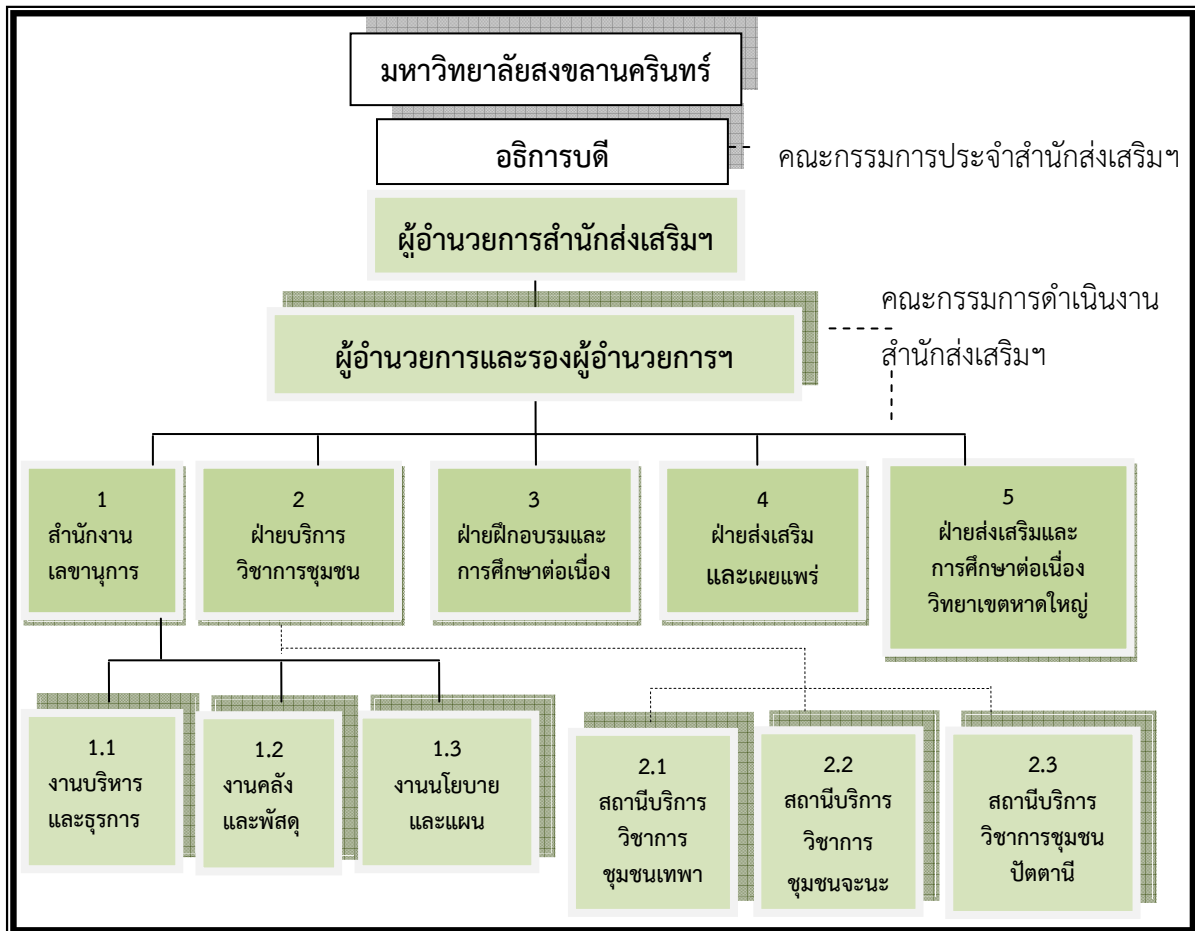 มหาวิทยาลัยสงขลานครินทร์
อธิการบดี
คณะกรรมการประจำสำนักส่งเสริมฯ
ผู้อำนวยการสำนักส่งเสริมฯ
คณะกรรมการดำเนินงาน
สำนักส่งเสริมฯ
ผู้อำนวยการและรองผู้อำนวยการฯ
1
สำนักงาน
เลขานุการ
2
ฝ่ายบริการ
วิชาการชุมชน
3
ฝ่ายฝึกอบรมและ
การศึกษาต่อเนื่อง
4
ฝ่ายส่งเสริม
และเผยแพร่
5
ฝ่ายส่งเสริมและ
การศึกษาต่อเนื่อง
วิทยาเขตหาดใหญ่
1.1
งานบริหาร
และธุรการ
1.2
งานคลัง
และพัสดุ
1.3
งานนโยบาย
และแผน
2.1
สถานีบริการ
วิชาการ
ชุมชนเทพา
2.2
สถานีบริการ
วิชาการ
ชุมชนจะนะ
2.3
สถานีบริการ
วิชาการชุมชน
ปัตตานี